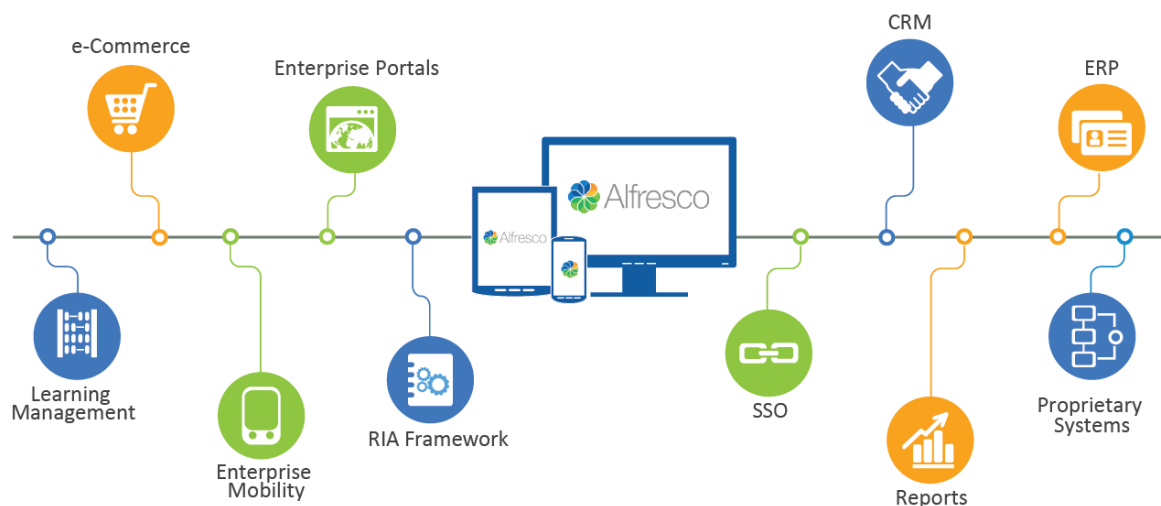 e-Commerce
Enterprise Portals
CRM
ERP
Alfresco
Alfresco
Learning
Management
Enterprise
Mobility
RIA Framework
SSO
Reports
Proprietary
Systems